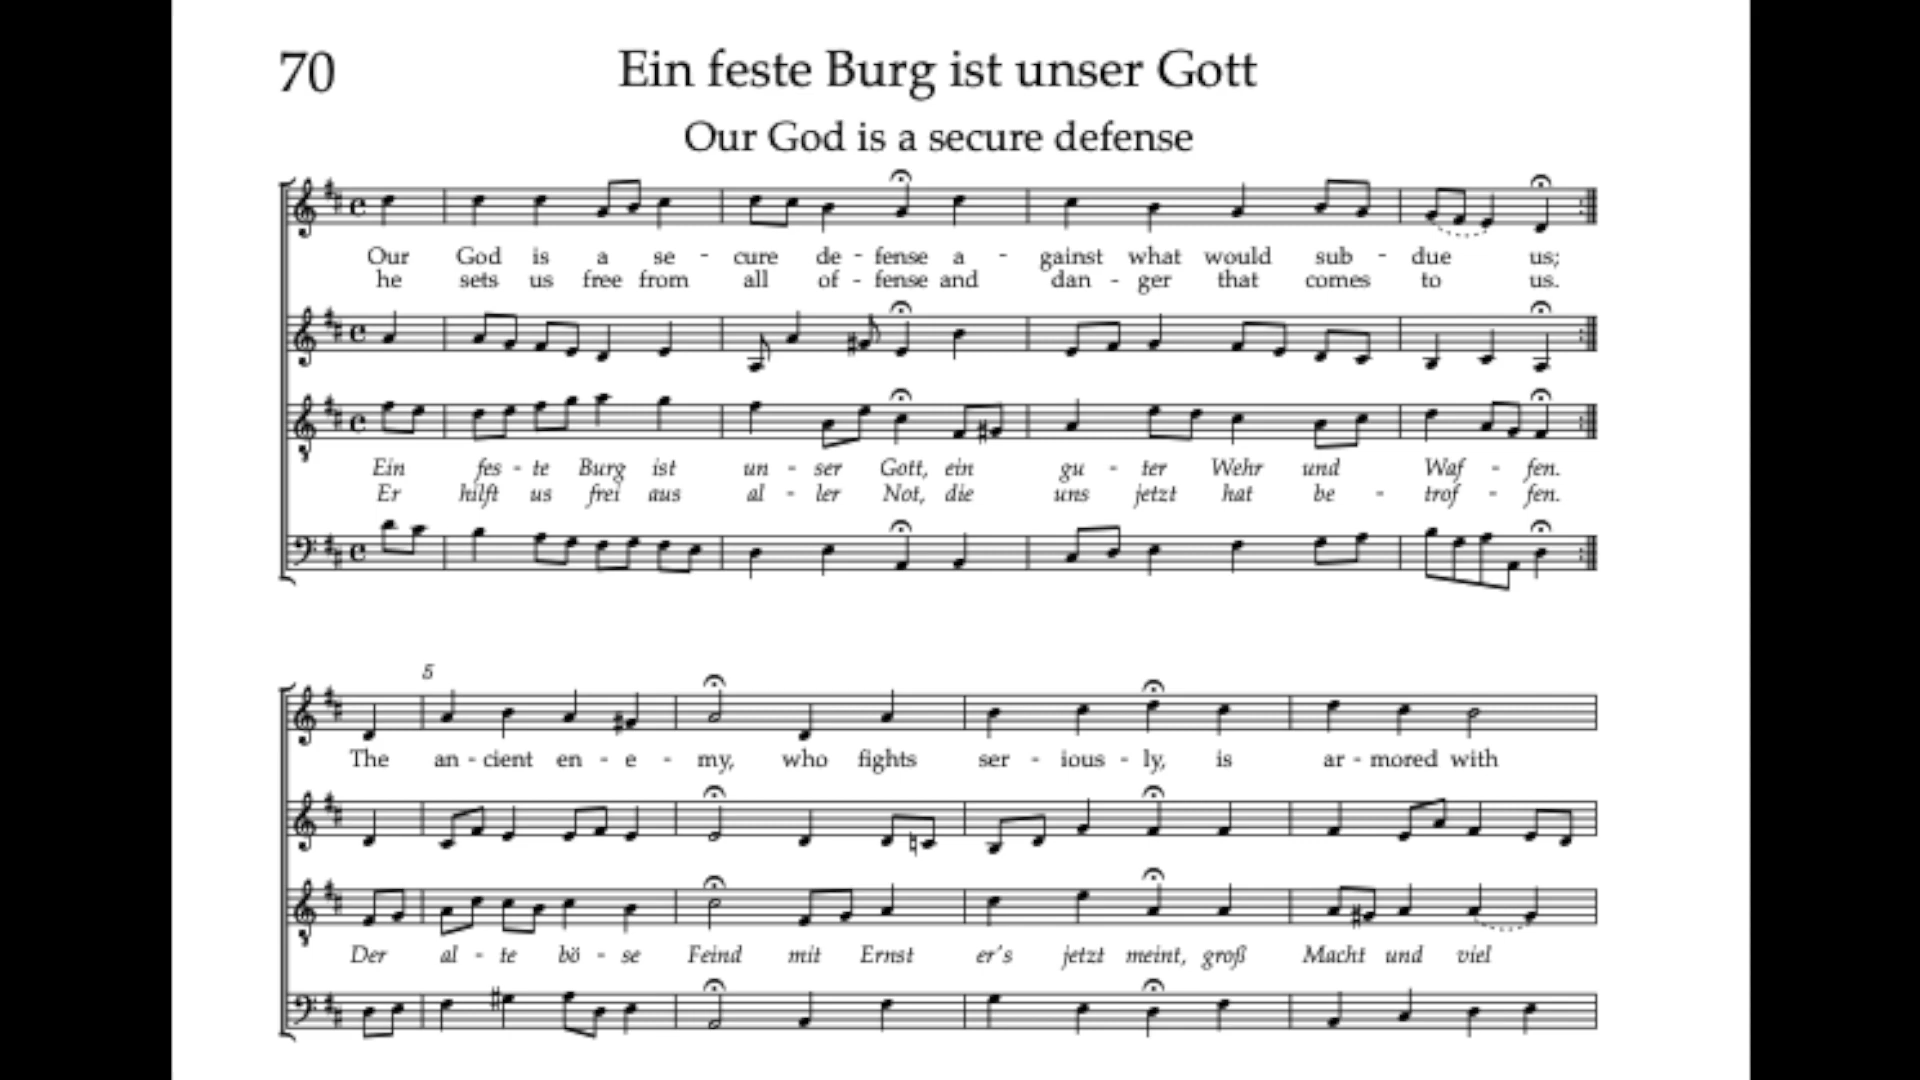 70
Ein feste Burg ist unser Gott
Our God is a secure defense
Our God is a se - cure de - fense a - gainst what would sub - due us;
he sets us free from all of - fense and dan - ger that comes to us.
Ein fes - te Burg ist un - ser Gott, ein gu - ter Wehr und Waf - fen.
Er hilft us frei aus al - ler Not, die uns jetzt hat be - trof - fen.
5
The an - cient en - e - my, who fights ser - ious - ly, is ar - mored with
Der al - te bö - se Feind mit Ernst er's jetzt meint, groß Macht und viel